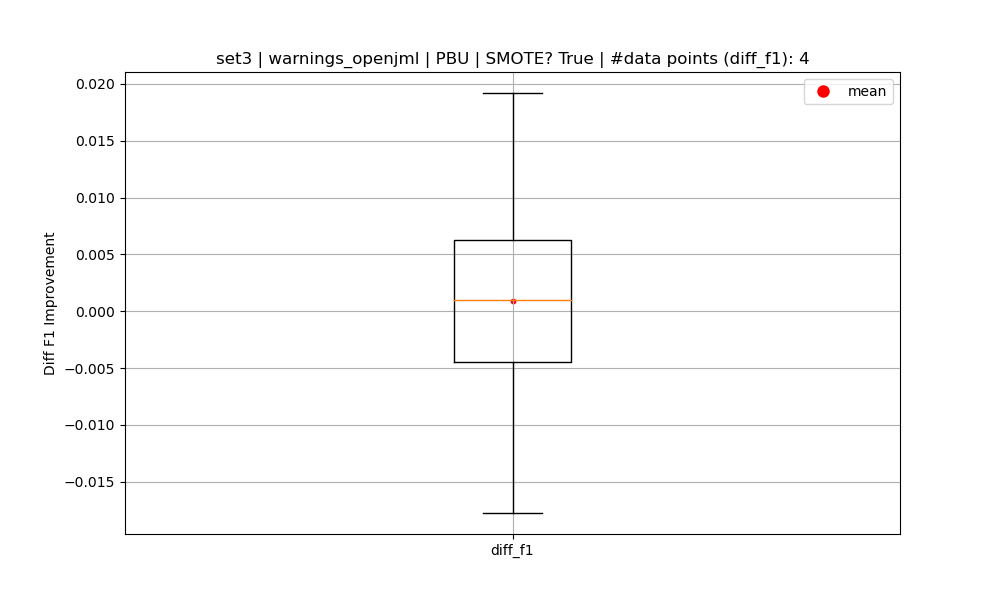 set3 | warnings_openjml | PBU | SMOTE? True | #data points (diff_f1): 4
mean
0.020
0.015
0.010
0.005
0.000
−0.005
−0.010
−0.015
Diff F1 Improvement
diff_f1